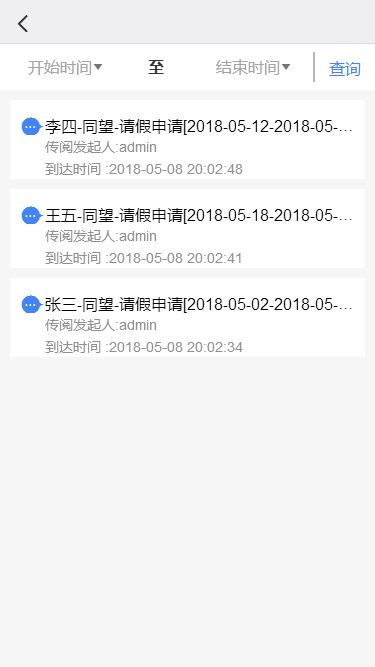 开始时间 至 结束时间 查询
李四-同望-请假申请[2018-05-12-2018-05-...
传阅发起人:admin
到达时间 :2018-05-08 20:02:48
王五-同望-请假申请[2018-05-18-2018-05-...
传阅发起人:admin
到达时间 :2018-05-08 20:02:41
张三-同望-请假申请[2018-05-02-2018-05-...
传阅发起人:admin
到达时间 :2018-05-08 20:02:34